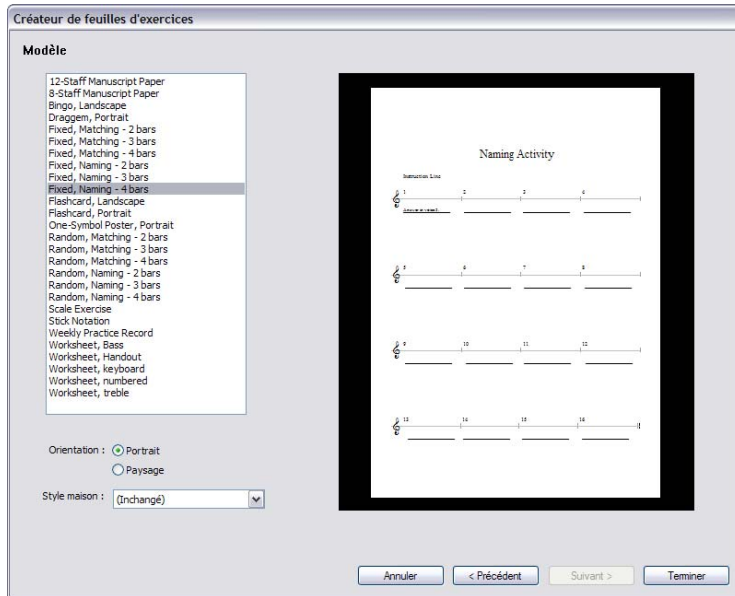 Créateur de feuilles d'exercices
Modèle
12-Staff Manuscript Paper
8-Staff Manuscript Paper
Bingo, Landscape
Draggem, Portrait
Fixed, Matching - 2 bars
Fixed, Matching - 3 bars
Fixed, Matching - 4 bars
Fixed, Naming - 2 bars
Fixed, Naming - 3 bars
Fixed, Naming - 4 bars
Flashcard, Landscape
Flashcard, Portrait
One-Symbol Poster, Portrait
Random, Matching - 2 bars
Random, Matching - 3 bars
Random, Matching - 4 bars
Random, Naming - 2 bars
Random, Naming - 3 bars
Random, Naming - 4 bars
Scale Exercise
Stick Notation
Weekly Practice Record
Worksheet, Bass
Worksheet, Handout
Worksheet, keyboard
Worksheet, numbered
Worksheet, treble
Orientation : Portrait
Paysage
Style maison : (Inchangé)
Naming Activity
Instruction Line
1 2 3 4
5 6 7 8
9 10 11 12
13 14 15 16
Annuler < Précédent Suivant > Terminer